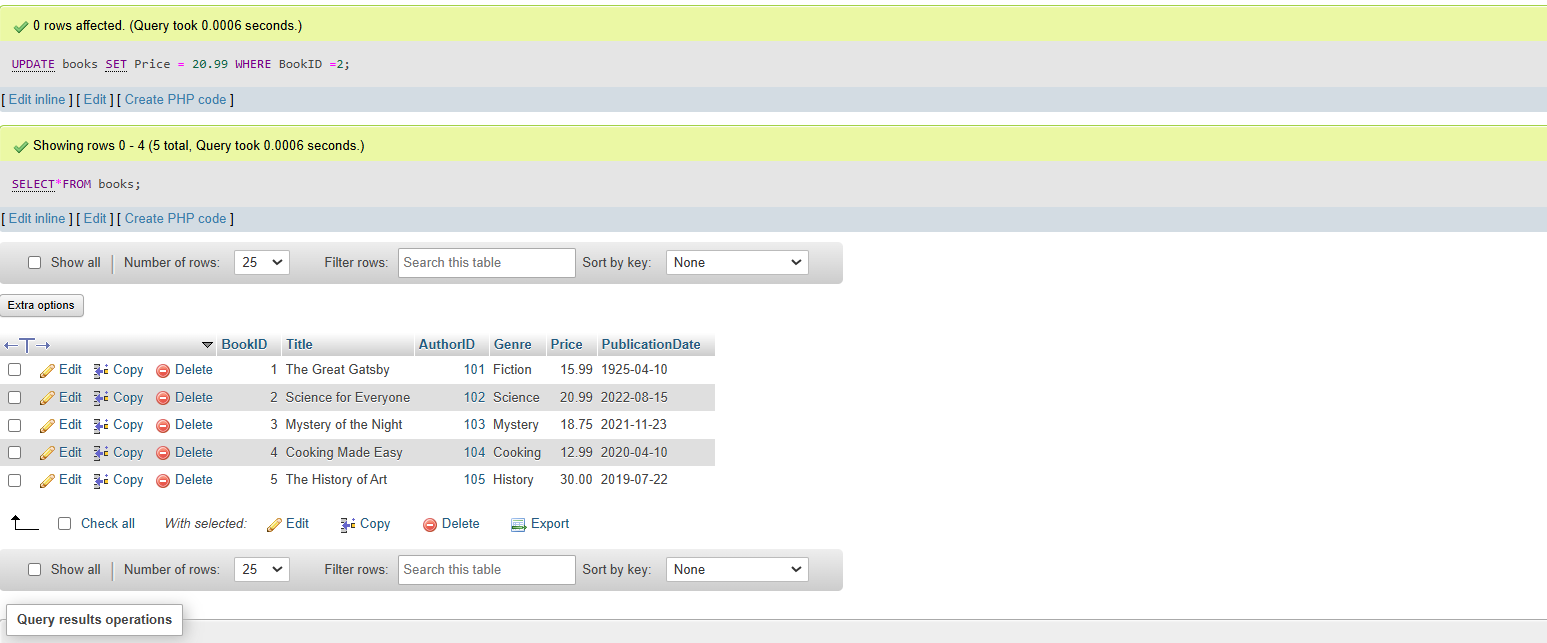 0 rows affected. (Query took 0.0006 seconds.)
UPDATE books SET Price = 20.99 WHERE BookID =2;
[ Edit inline ] [ Edit ] [ Create PHP code ]
Showing rows 0 - 4 (5 total, Query took 0.0006 seconds.)
SELECT*FROM books;
[ Edit inline ] [ Edit ] [ Create PHP code ]
Show all | Number of rows: 25 Filter rows: Search this table Sort by key: None
Extra options
←T→ BookID Title AuthorID Genre Price PublicationDate
Edit Copy Delete 1 The Great Gatsby 101 Fiction 15.99 1925-04-10
Edit Copy Delete 2 Science for Everyone 102 Science 20.99 2022-08-15
Edit Copy Delete 3 Mystery of the Night 103 Mystery 18.75 2021-11-23
Edit Copy Delete 4 Cooking Made Easy 104 Cooking 12.99 2020-04-10
Edit Copy Delete 5 The History of Art 105 History 30.00 2019-07-22
Check all With selected: Edit Copy Delete Export
Show all | Number of rows: 25 Filter rows: Search this table Sort by key: None
Query results operations